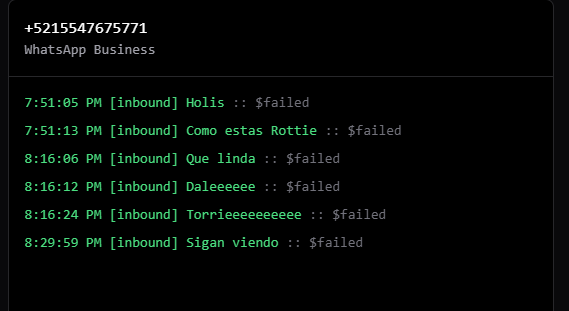 +5215547675771
WhatsApp Business
7:51:05 PM [inbound] Holis :: $failed
7:51:13 PM [inbound] Como estas Rottie :: $failed
8:16:06 PM [inbound] Que linda :: $failed
8:16:12 PM [inbound] Daleeeeee :: $failed
8:16:24 PM [inbound] Torrieeeeeeeeee :: $failed
8:29:59 PM [inbound] Sigan viendo :: $failed